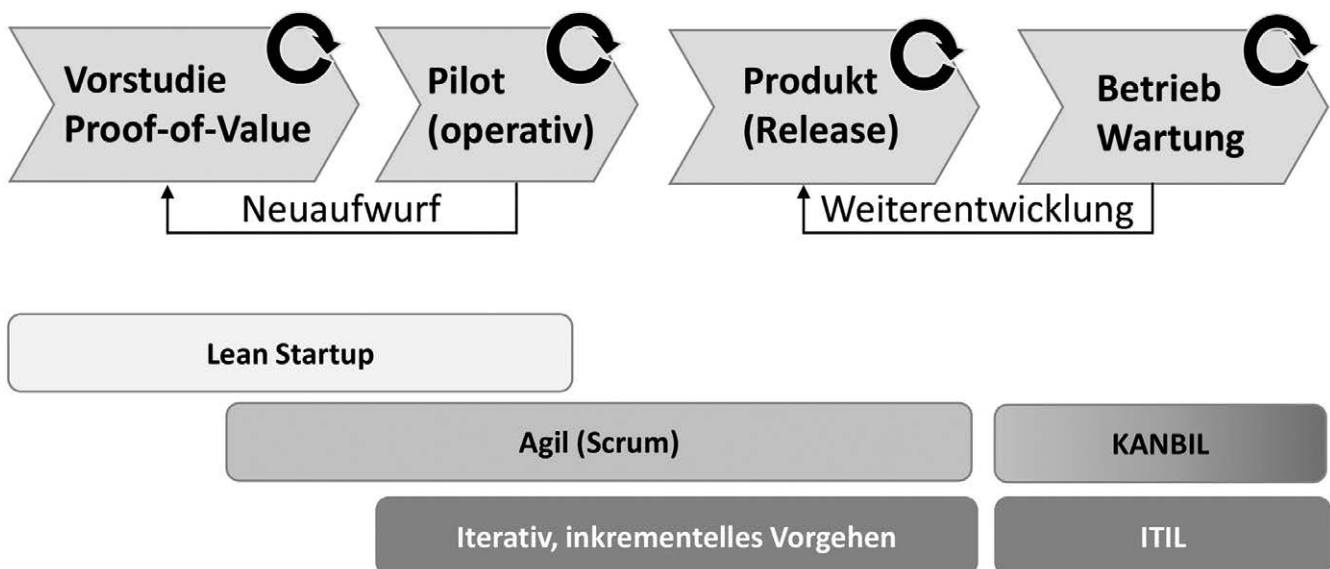 Vorstudie
Proof-of-Value
Pilot
(operativ)
Produkt
(Release)
Betrieb
Wartung
Neuaufwurf
Weiterentwicklung
Lean Startup
Agil (Scrum)
KANBIL
Iterativ, inkrementelles Vorgehen
ITIL